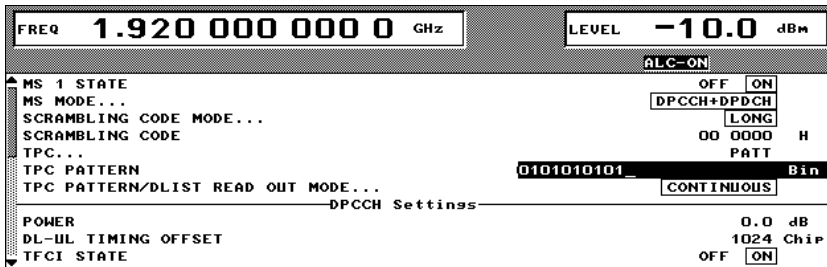 FREQ 1.920 000 000 0 GHz LEVEL -10.0 dBm
ALC-ON
MS 1 STATE OFF ON
MS MODE... DPCCH+DPDCH
SCRAMBLING CODE MODE... LONG
SCRAMBLING CODE 00 0000 H
TPC... PATT
TPC PATTERN 0101010101_ Bin
TPC PATTERN/DLIST READ OUT MODE... CONTINUOUS
DPCCH Settings
POWER 0.0 dB
DL-UL TIMING OFFSET 1024 Chip
TFCI STATE OFF ON